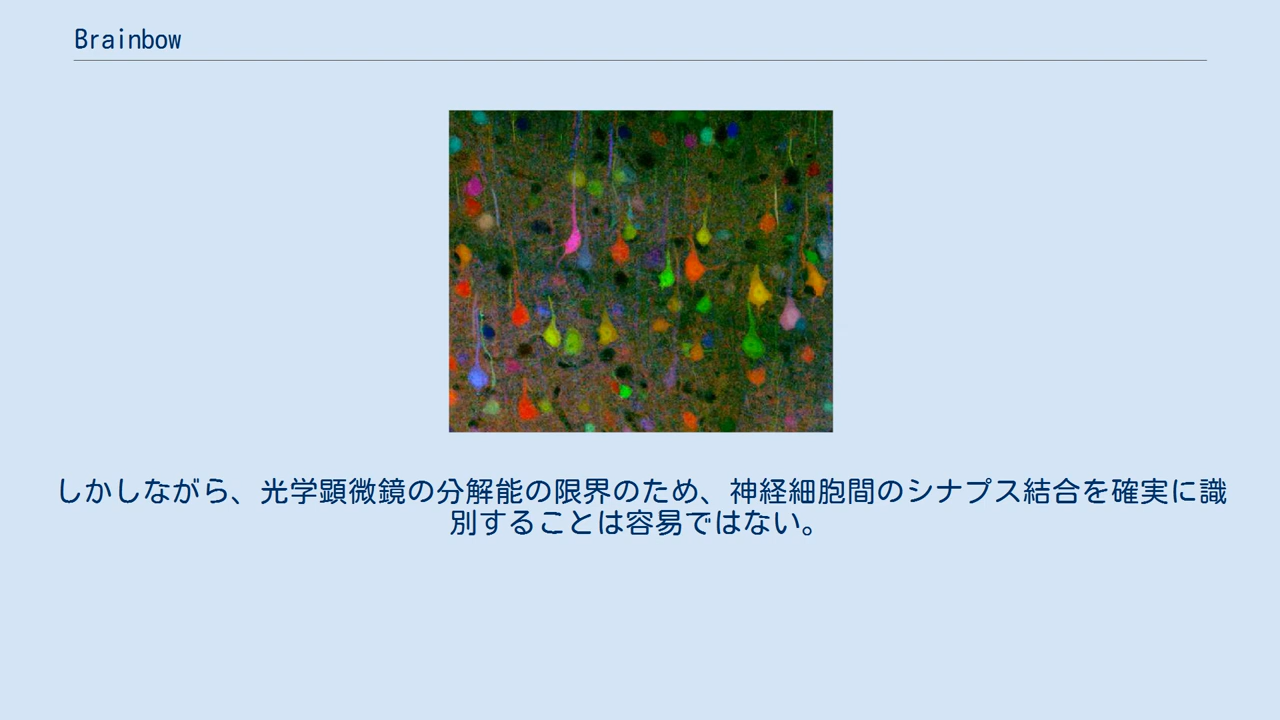 Brainbow
しかしながら、光学顕微鏡の分解能の限界のため、神経細胞間のシナプス結合を確実に識
別することは容易ではない。